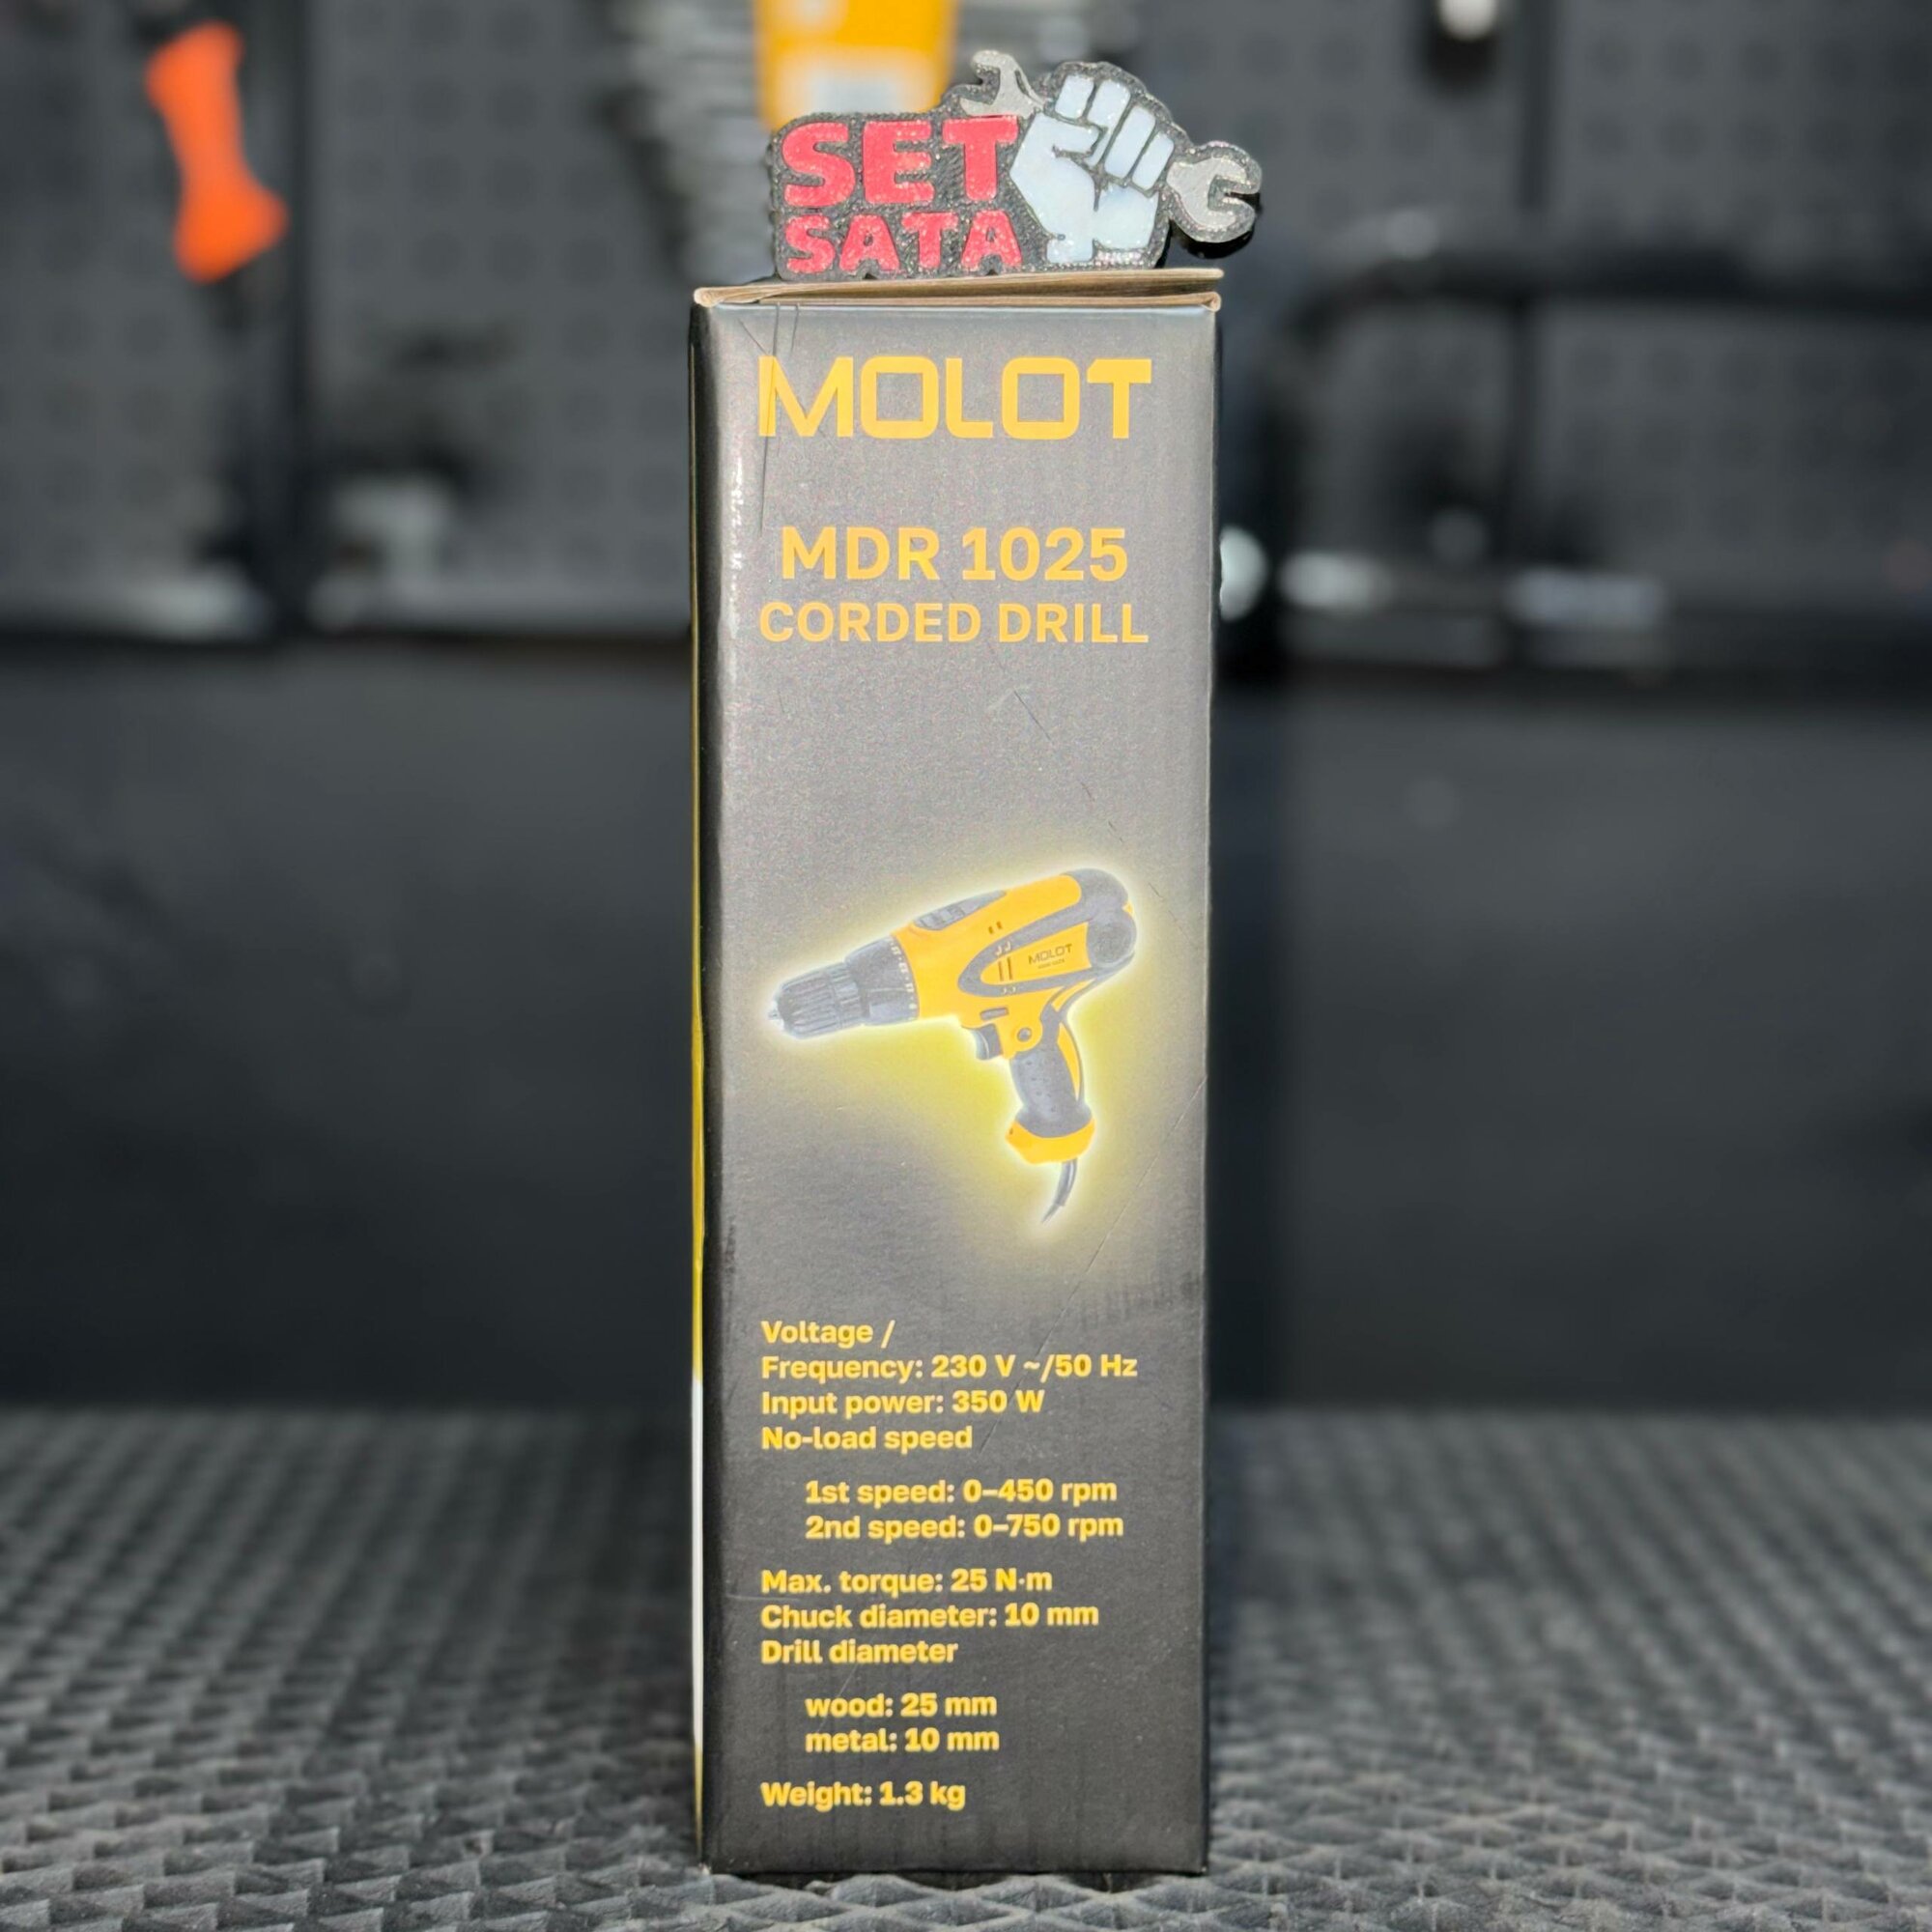 SET
SATA
MOLOT
MDR 1025
CORDED DRILL
MOLOT
Voltage /
Frequency: 230 V ~/50 Hz
Input power: 350 W
No-load speed
1st speed: 0–450 rpm
2nd speed: 0–750 rpm
Max. torque: 25 N·m
Chuck diameter: 10 mm
Drill diameter
wood: 25 mm
metal: 10 mm
Weight: 1.3 kg